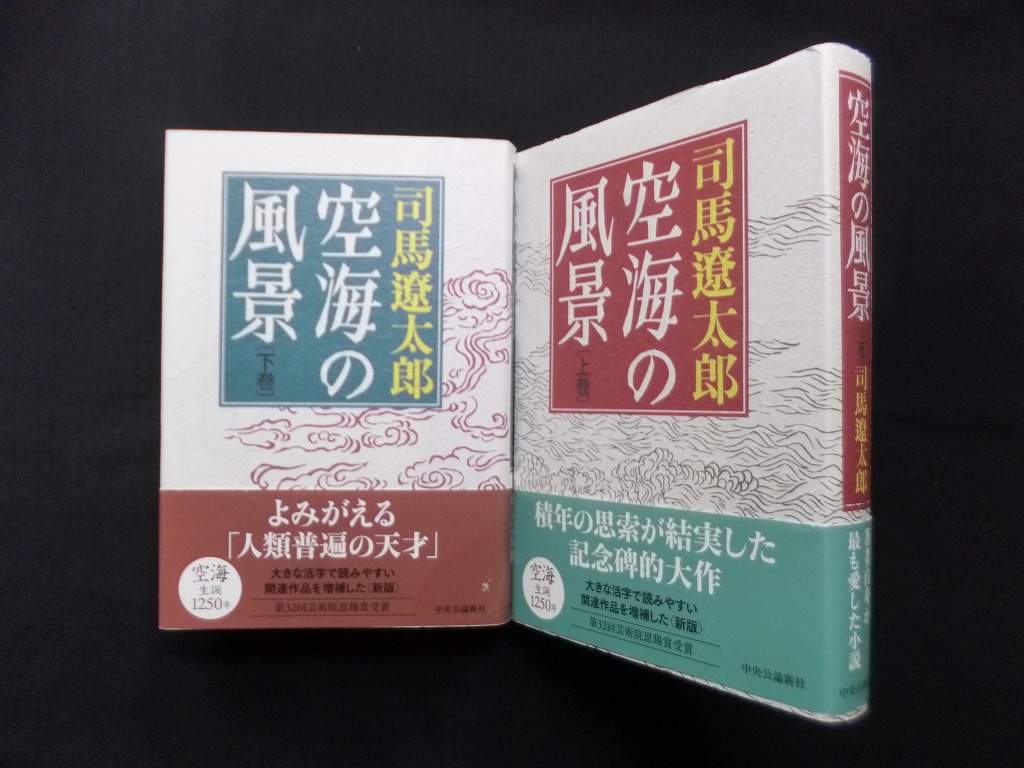 司馬遼太郎
空海の
風景
[下巻]
よみがえる
「人類普遍の天才」
空海
生誕
1250年
大きな活字で読みやすい
関連作品を増補した〈新版〉
第32回芸術院恩賜賞受賞
中央公論新社
司馬遼太郎
空海の
風景
[上巻]
積年の思索が結実した
記念碑的大作
空海
生誕
1250年
大きな活字で読みやすい
関連作品を増補した〈新版〉
第32回芸術院恩賜賞受賞
中央公論新社
空海の風景
司馬遼太郎
最も愛した小説
中央公論新社